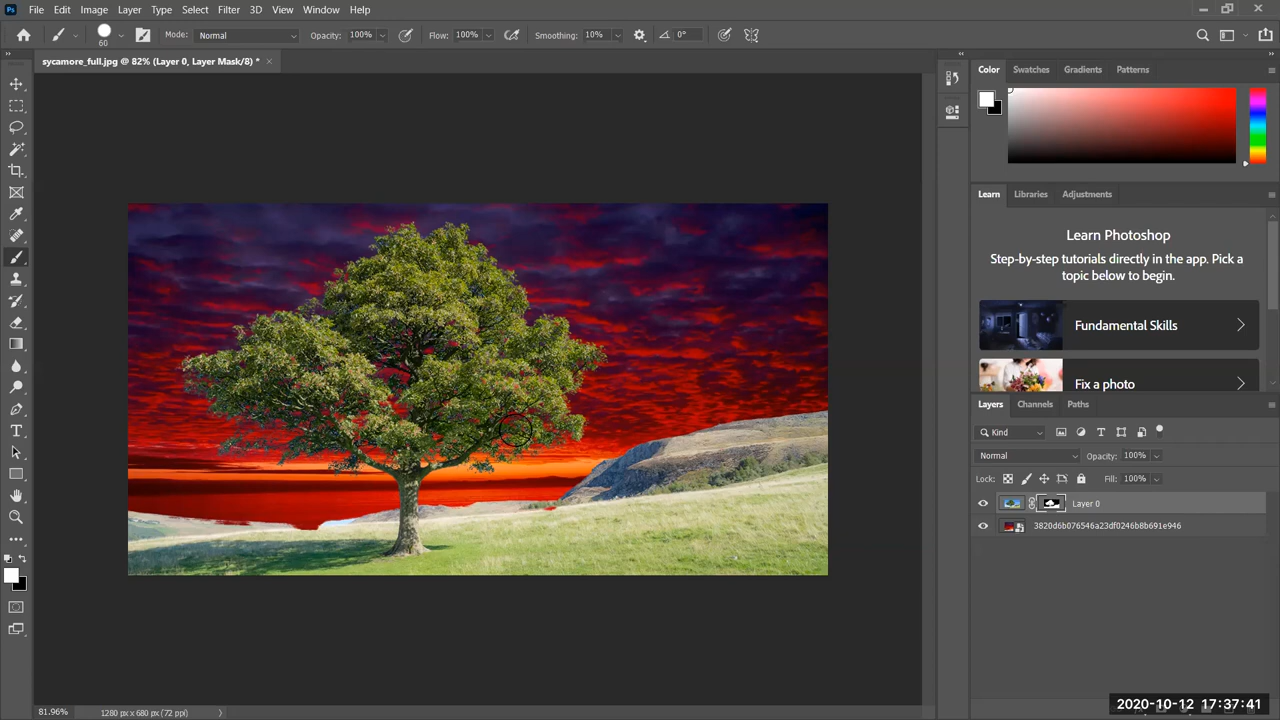 Ps File Edit Image Layer Type Select Filter 3D View Window Help
60 Mode: Normal Opacity: 100% Flow: 100% Smoothing: 10% 0°
sycamore_full.jpg @ 82% (Layer 0, Layer Mask/8) * ×
Color Swatches Gradients Patterns
Learn Libraries Adjustments
Learn Photoshop
Step-by-step tutorials directly in the app. Pick a
topic below to begin.
Fundamental Skills
Fix a photo
Layers Channels Paths
Kind
Normal Opacity: 100%
Lock: Fill: 100%
Layer 0
3820d6b076546a23df0246b8b691e946
81.96% 1280 px x 680 px (72 ppi)
2020-10-12 17:37:41